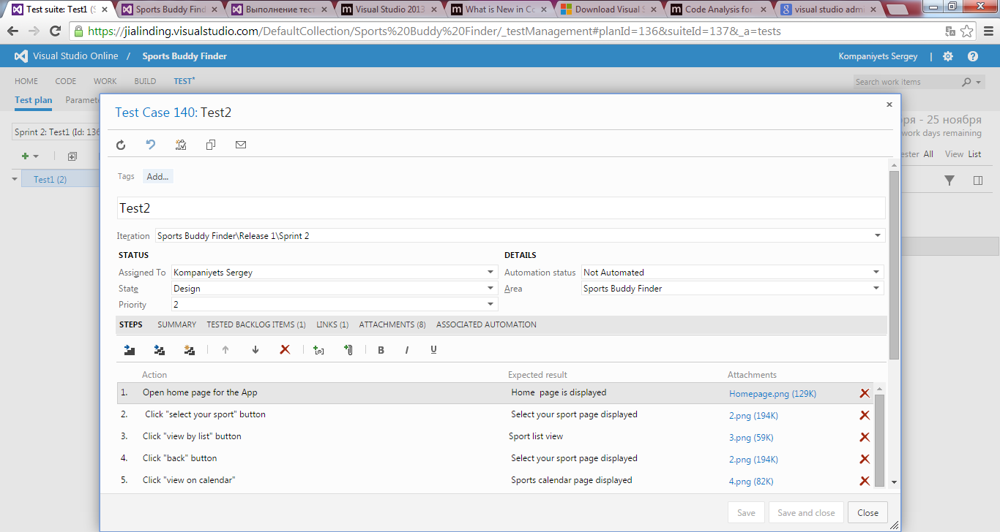 Test suite: Test1 (S
Sports Buddy Find
Выполнение тест
Visual Studio 2013
What is New in Co
Download Visual S
Code Analysis for
visual studio admi
https://jialinding.visualstudio.com/DefaultCollection/Sports%20Buddy%20Finder/_testManagement#planId=136&suiteId=137&_a=tests
Visual Studio Online / Sports Buddy Finder
Kompaniyets Sergey
HOME CODE WORK BUILD TEST*
Search work items
Test plan Paramete
Sprint 2: Test1 (Id: 136
ря - 25 ноября
work days remaining
ester All View List
Test1 (2)
Test Case 140: Test2
Tags Add...
Test2
Iteration Sports Buddy Finder\Release 1\Sprint 2
STATUS DETAILS
Assigned To Kompaniyets Sergey Automation status Not Automated
State Design Area Sports Buddy Finder
Priority 2
STEPS SUMMARY TESTED BACKLOG ITEMS (1) LINKS (1) ATTACHMENTS (8) ASSOCIATED AUTOMATION
B I U
Action Expected result Attachments
1. Open home page for the App Home page is displayed Homepage.png (129K)
2. Click "select your sport" button Select your sport page displayed 2.png (194K)
3. Click "view by list" button Sport list view 3.png (59K)
4. Click "back" button Select your sport page displayed 2.png (194K)
5. Click "view on calendar" Sports calendar page displayed 4.png (82K)
Save Save and close Close